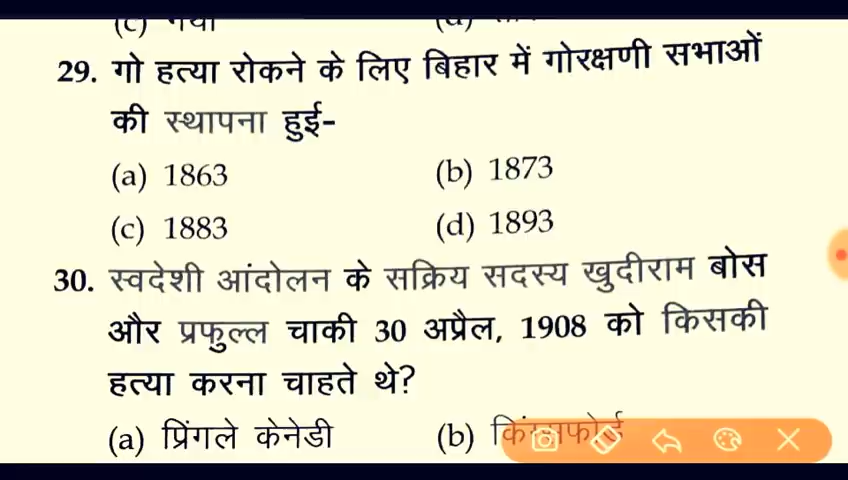 (c) गया
29. गो हत्या रोकने के लिए बिहार में गोरक्षणी सभाओं
की स्थापना हुई-
(a) 1863 (b) 1873
(c) 1883 (d) 1893
30. स्वदेशी आंदोलन के सक्रिय सदस्य खुदीराम बोस
और प्रफुल्ल चाकी 30 अप्रैल, 1908 को किसकी
हत्या करना चाहते थे?
(a) प्रिंगले केनेडी (b)